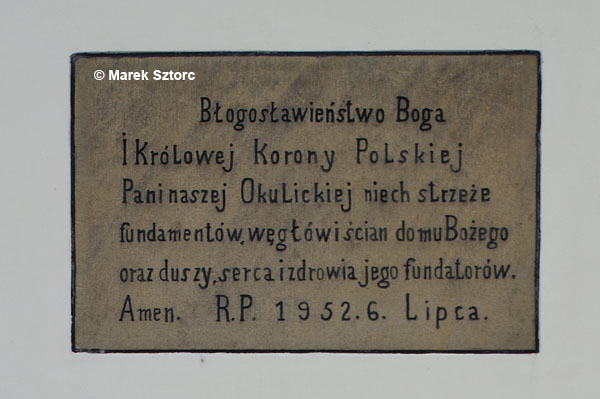 © Marek Sztorc
Błogosławieństwo Boga
I Królowej Korony Polskiej
Pani naszej Okulickiej niech strzeże
fundamentów, węgłów i ścian domu Bożego
oraz duszy, serca i zdrowia jego fundatorów.
Amen. R.P. 1952.6. Lipca.